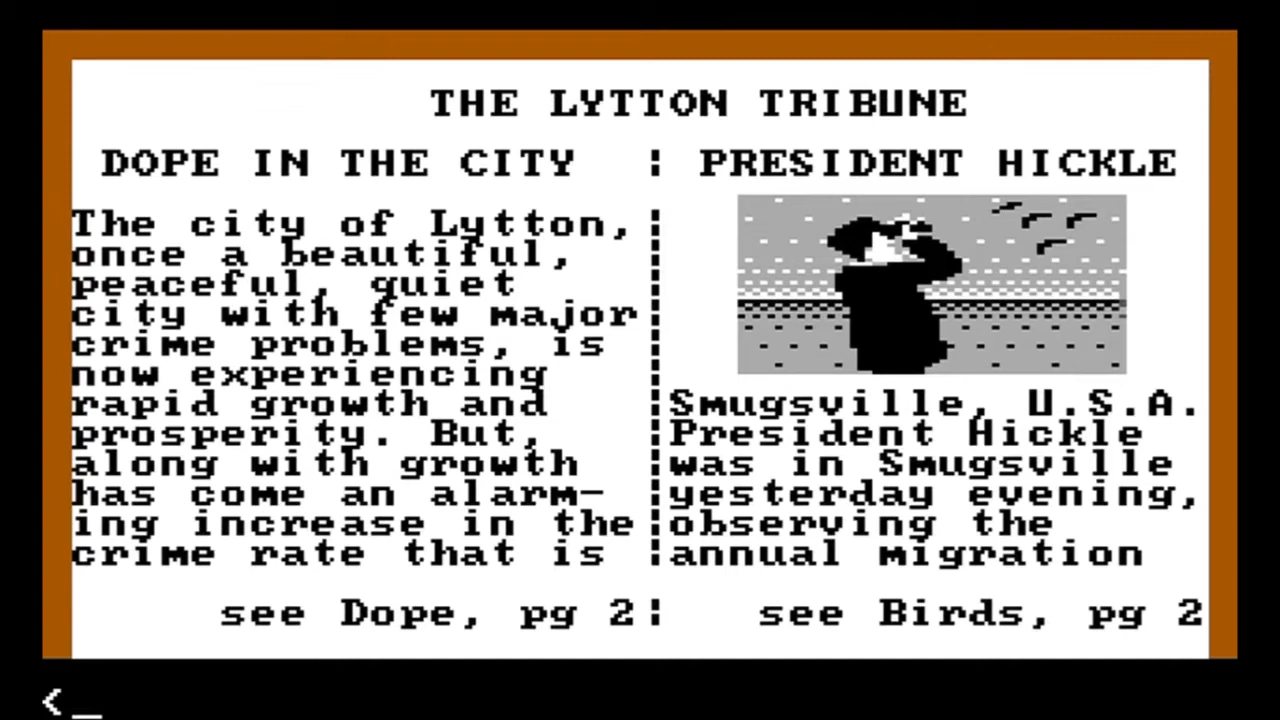 THE LYTTON TRIBUNE
DOPE IN THE CITY
The city of Lytton,
once a beautiful,
peaceful, quiet
city with few major
crime problems, is
now experiencing
rapid growth and
prosperity. But,
along with growth
has come an alarm-
ing increase in the
crime rate that is
see Dope, pg 2
PRESIDENT HICKLE
Smugsville, U.S.A.
President Hickle
was in Smugsville
yesterday evening,
observing the
annual migration
see Birds, pg 2
<_